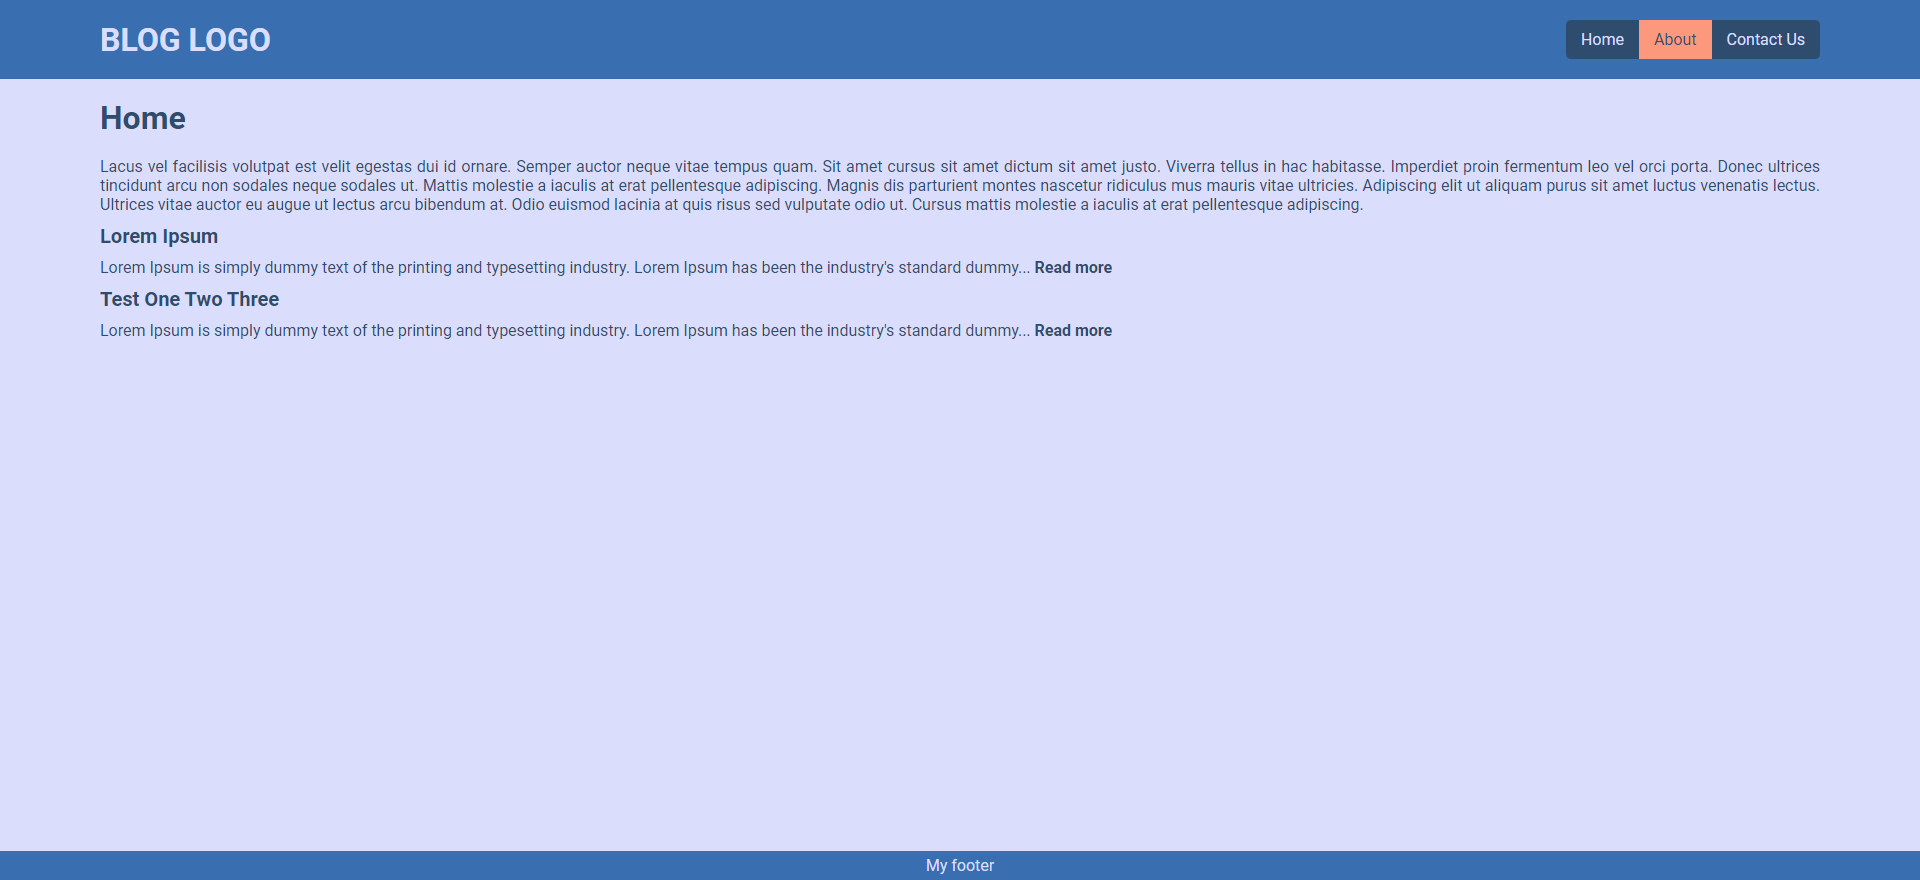 BLOG LOGO
Home
About
Contact Us
Home
Lacus vel facilisis volutpat est velit egestas dui id ornare. Semper auctor neque vitae tempus quam. Sit amet cursus sit amet dictum sit amet justo. Viverra tellus in hac habitasse. Imperdiet proin fermentum leo vel orci porta. Donec ultrices
tincidunt arcu non sodales neque sodales ut. Mattis molestie a iaculis at erat pellentesque adipiscing. Magnis dis parturient montes nascetur ridiculus mus mauris vitae ultricies. Adipiscing elit ut aliquam purus sit amet luctus venenatis lectus.
Ultrices vitae auctor eu augue ut lectus arcu bibendum at. Odio euismod lacinia at quis risus sed vulputate odio ut. Cursus mattis molestie a iaculis at erat pellentesque adipiscing.
Lorem Ipsum
Lorem Ipsum is simply dummy text of the printing and typesetting industry. Lorem Ipsum has been the industry's standard dummy... Read more
Test One Two Three
Lorem Ipsum is simply dummy text of the printing and typesetting industry. Lorem Ipsum has been the industry's standard dummy... Read more
My footer